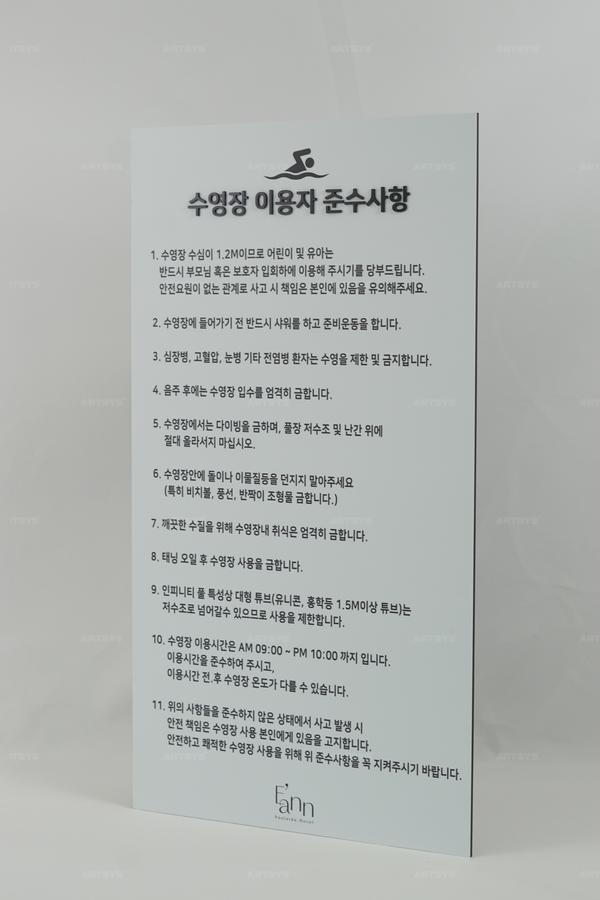 수영장 이용자 준수사항
1. 수영장 수심이 1.2M이므로 어린이 및 유아는
반드시 부모님 혹은 보호자 입회하에 이용해 주시기를 당부드립니다.
안전요원이 없는 관계로 사고 시 책임은 본인에 있음을 유의해주세요.
2. 수영장에 들어가기 전 반드시 샤워를 하고 준비운동을 합니다.
3. 심장병, 고혈압, 눈병 기타 전염병 환자는 수영을 제한 및 금지합니다.
4. 음주 후에는 수영장 입수를 엄격히 금합니다.
5. 수영장에서는 다이빙을 금하며, 풀장 저수조 및 난간 위에
절대 올라서지 마십시오.
6. 수영장안에 돌이나 이물질등을 던지지 말아주세요
(특히 비치볼, 풍선, 반짝이 조형물 금합니다.)
7. 깨끗한 수질을 위해 수영장내 취식은 엄격히 금합니다.
8. 태닝 오일 후 수영장 사용을 금합니다.
9. 인피니티 풀 특성상 대형 튜브(유니콘, 홍학등 1.5M이상 튜브)는
저수조로 넘어갈수 있으므로 사용을 제한합니다.
10. 수영장 이용시간은 AM 09:00 ~ PM 10:00 까지 입니다.
이용시간을 준수하여 주시고,
이용시간 전.후 수영장 온도가 다를 수 있습니다.
11. 위의 사항들을 준수하지 않은 상태에서 사고 발생 시
안전 책임은 수영장 사용 본인에게 있음을 고지합니다.
안전하고 쾌적한 수영장 사용을 위해 위 준수사항을 꼭 지켜주시기 바랍니다.
E'ann